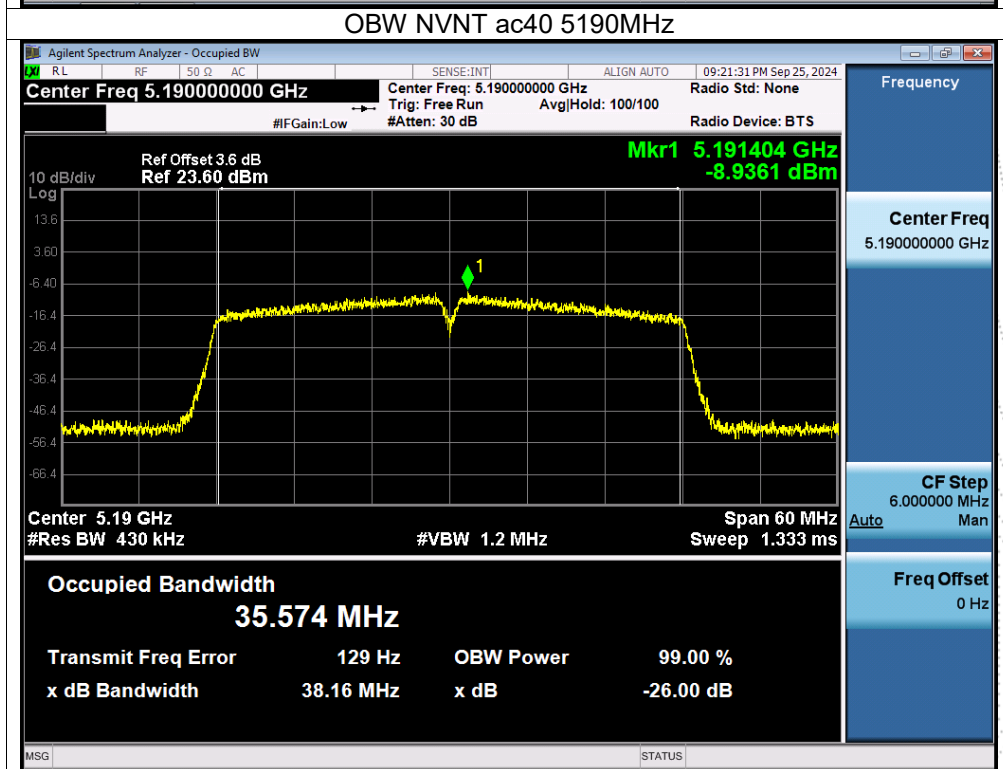 OBW NVNT ac40 5190MHz
Agilent Spectrum Analyzer - Occupied BW
LXI RL RF 50 Ω AC SENSE:INT ALIGN AUTO 09:21:31 PM Sep 25, 2024
Center Freq 5.190000000 GHz
Center Freq: 5.190000000 GHz
Radio Std: None
Trig: Free Run Avg|Hold: 100/100
#IFGain:Low #Atten: 30 dB Radio Device: BTS
Frequency
Mkr1 5.191404 GHz
-8.9361 dBm
Ref Offset 3.6 dB
10 dB/div Ref 23.60 dBm
Log
13.6
3.60
-6.40
-16.4
-26.4
-36.4
-46.4
-56.4
-66.4
1
Center 5.19 GHz Span 60 MHz
#Res BW 430 kHz #VBW 1.2 MHz Sweep 1.333 ms
Center Freq
5.190000000 GHz
CF Step
6.000000 MHz
Auto Man
Freq Offset
0 Hz
Occupied Bandwidth
35.574 MHz
Transmit Freq Error 129 Hz OBW Power 99.00 %
x dB Bandwidth 38.16 MHz x dB -26.00 dB
MSG STATUS